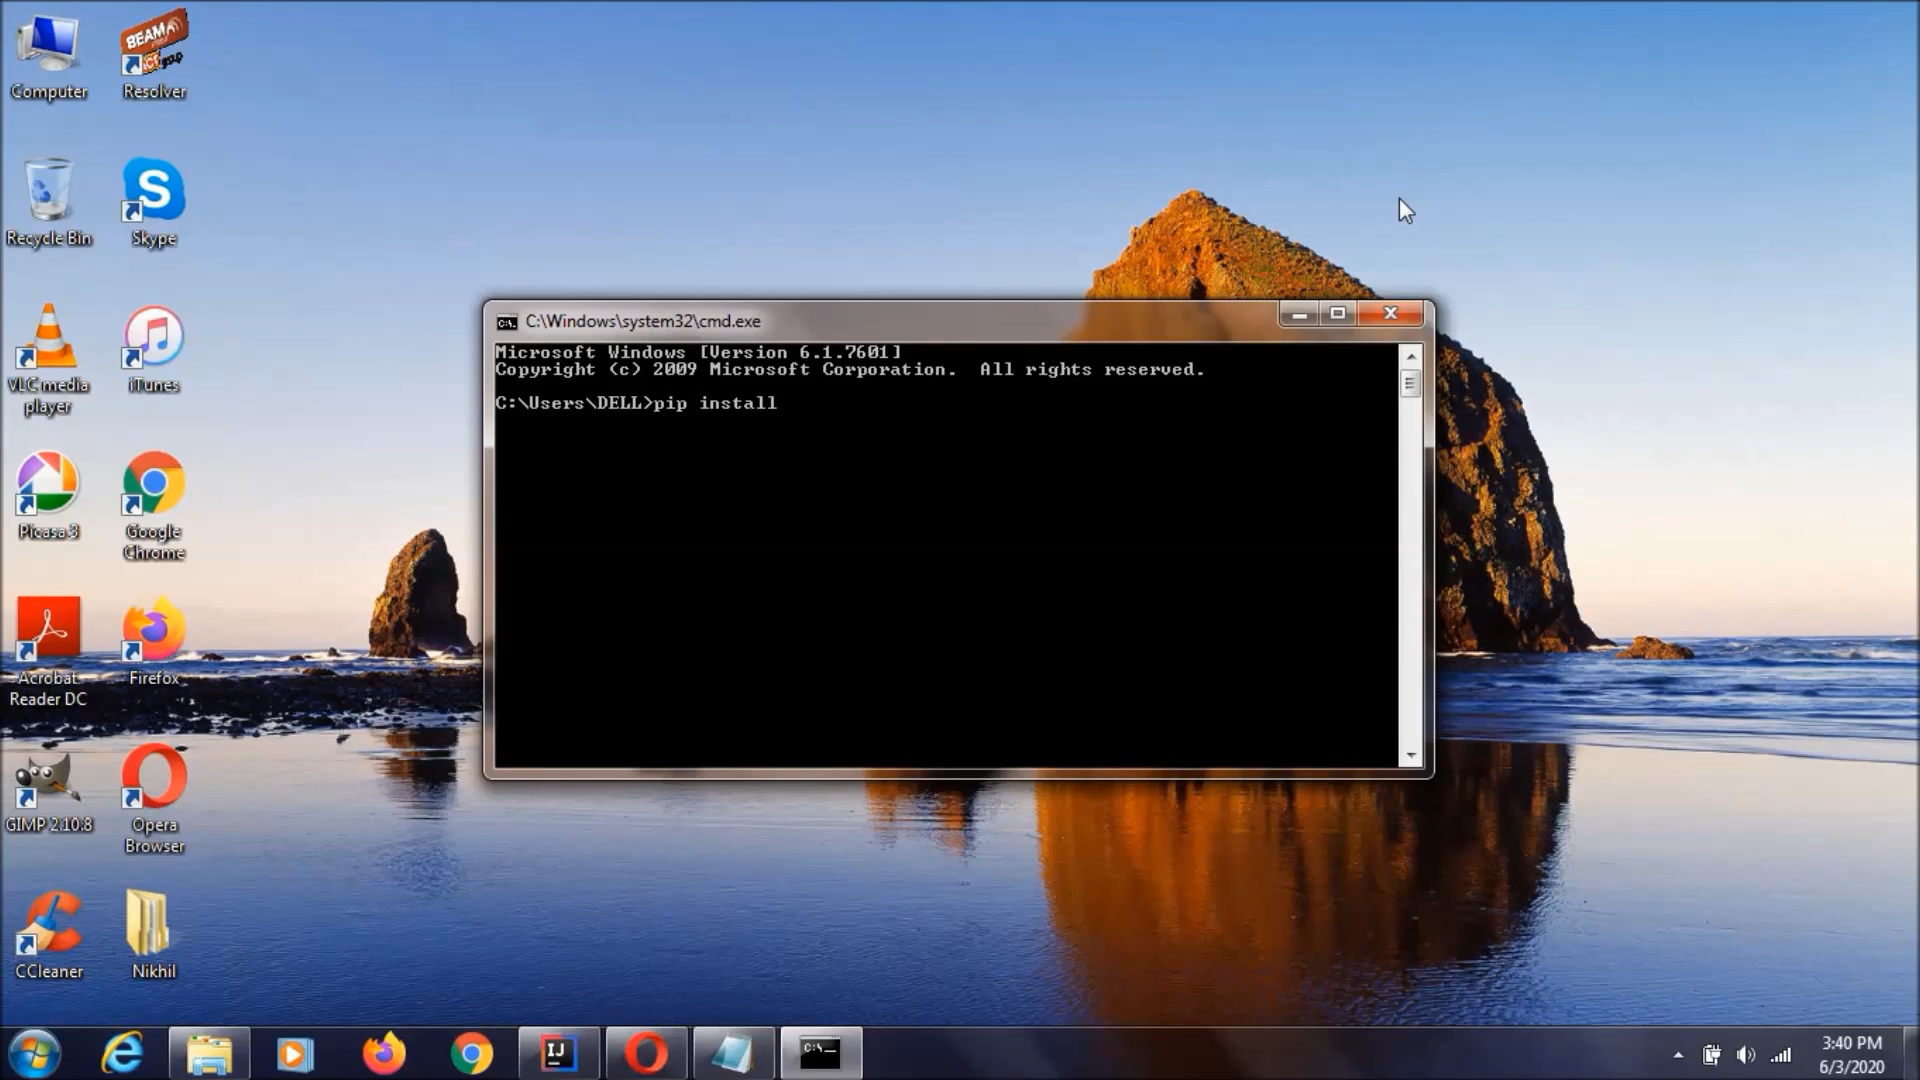 Computer
Resolver
BEAM
Recycle Bin
Skype
VLC media
player
iTunes
Picasa 3
Google
Chrome
Acrobat
Reader DC
Firefox
GIMP 2.10.8
Opera
Browser
CCleaner
Nikhil
C:\Windows\system32\cmd.exe
Microsoft Windows [Version 6.1.7601]
Copyright (c) 2009 Microsoft Corporation.  All rights reserved.
C:\Users\DELL>pip install
IJ
C:\_
3:40 PM
6/3/2020